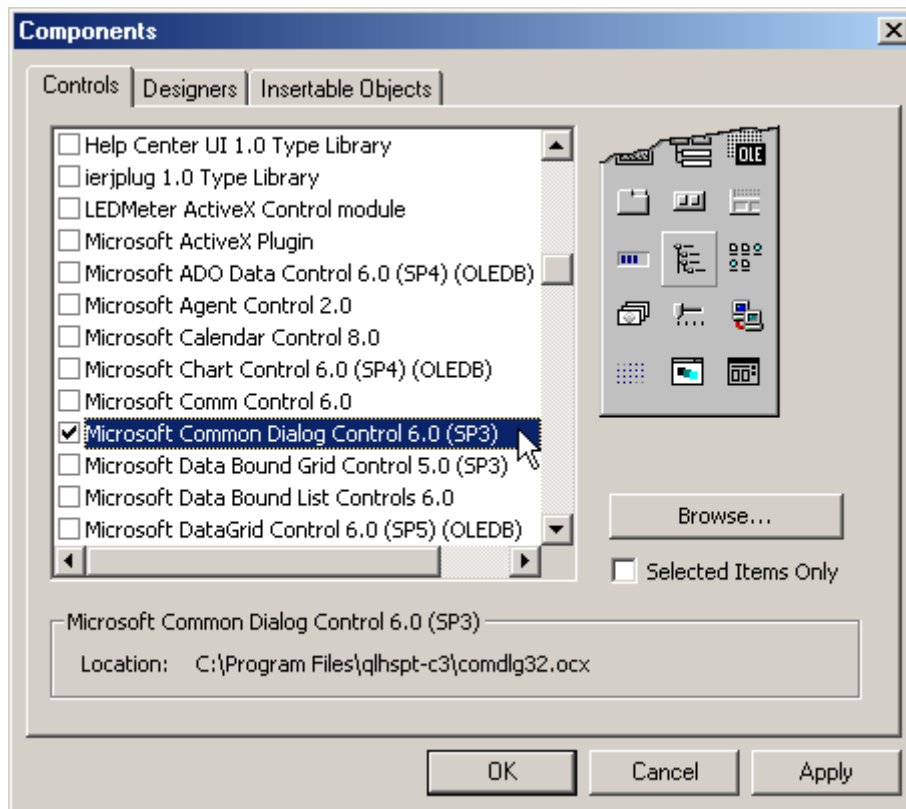 Components
Controls Designers Insertable Objects
Help Center UI 1.0 Type Library
ierjplug 1.0 Type Library
LEDMeter ActiveX Control module
Microsoft ActiveX Plugin
Microsoft ADO Data Control 6.0 (SP4) (OLEDB)
Microsoft Agent Control 2.0
Microsoft Calendar Control 8.0
Microsoft Chart Control 6.0 (SP4) (OLEDB)
Microsoft Comm Control 6.0
Microsoft Common Dialog Control 6.0 (SP3)
Microsoft Data Bound Grid Control 5.0 (SP3)
Microsoft Data Bound List Controls 6.0
Microsoft DataGrid Control 6.0 (SP5) (OLEDB)
OLE
Browse...
Selected Items Only
Microsoft Common Dialog Control 6.0 (SP3)
Location: C:\Program Files\qlhspt-c3\comdlg32.ocx
OK Cancel Apply